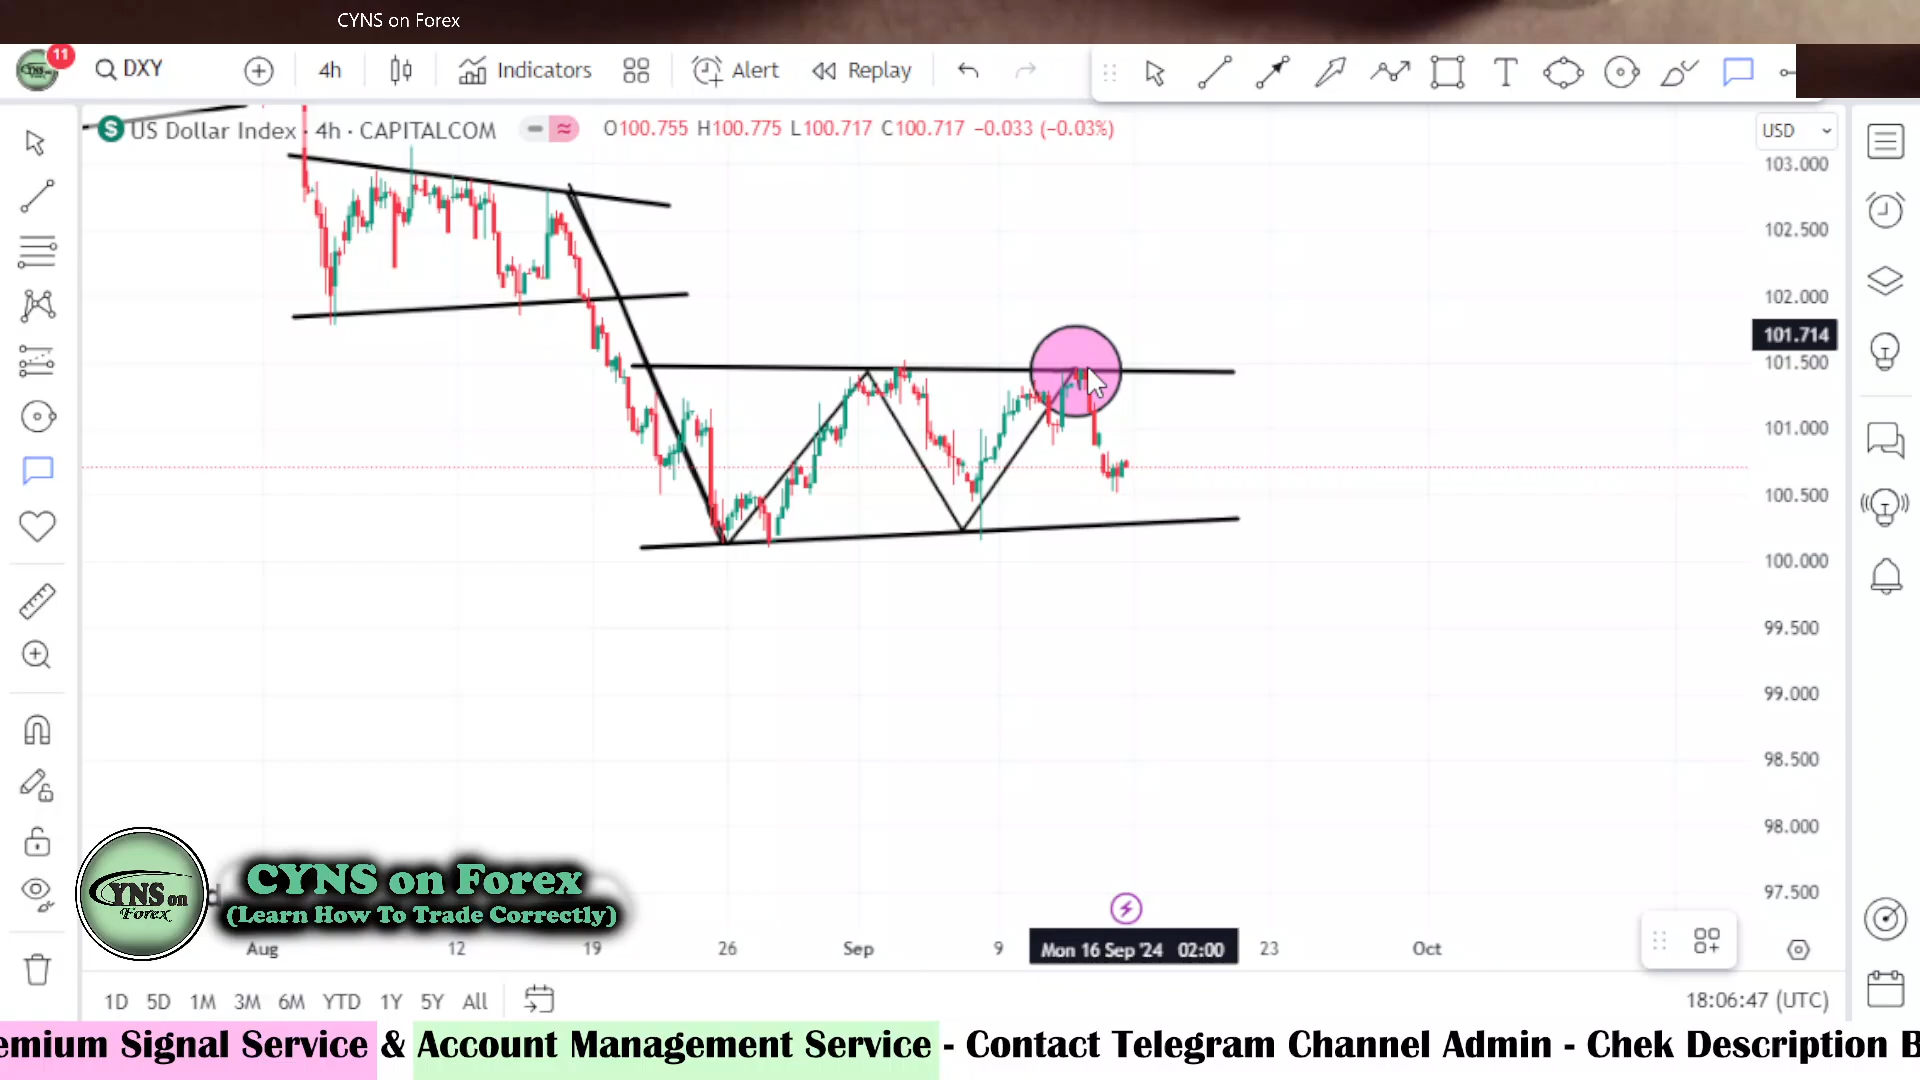 CYNS on Forex
11
DXY
4h
Indicators
Alert
Replay
S
US Dollar Index · 4h · CAPITALCOM
O100.755 H100.775 L100.717 C100.717 −0.033 (−0.03%)
USD
103.000
102.500
102.000
101.714
101.500
101.000
100.500
100.000
99.500
99.000
98.500
98.000
97.500
YNS on
Forex
CYNS on Forex
(Learn How To Trade Correctly)
Aug
12
19
26
Sep
9
Mon 16 Sep '24 02:00
23
Oct
1D 5D 1M 3M 6M YTD 1Y 5Y All
18:06:47 (UTC)
emium Signal Service & Account Management Service - Contact Telegram Channel Admin - Chek Description B